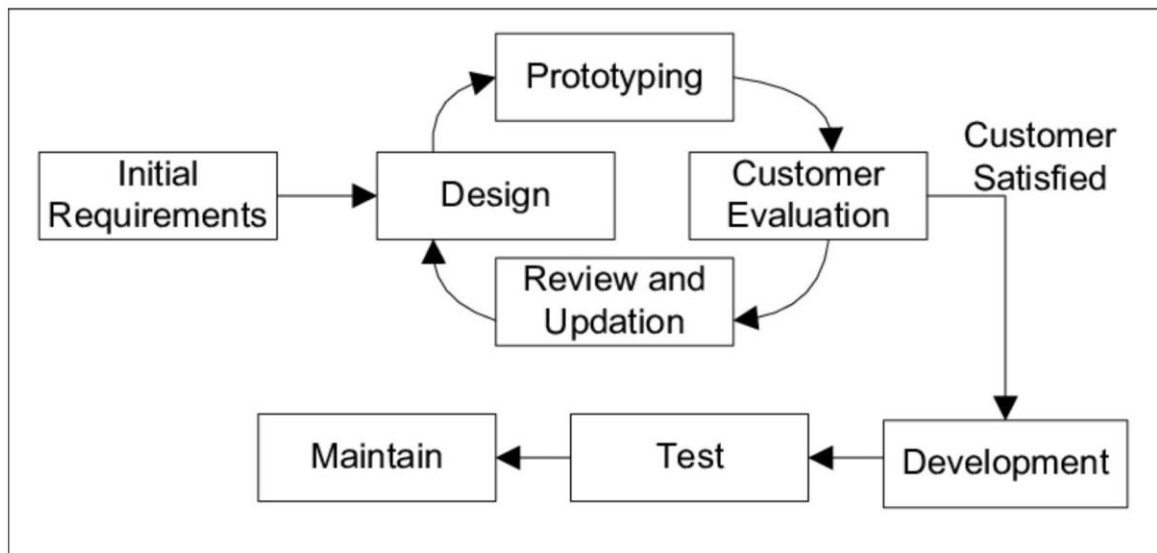 Prototyping
Customer
Satisfied
Initial
Requirements
Design
Customer
Evaluation
Review and
Updation
Maintain
Test
Development